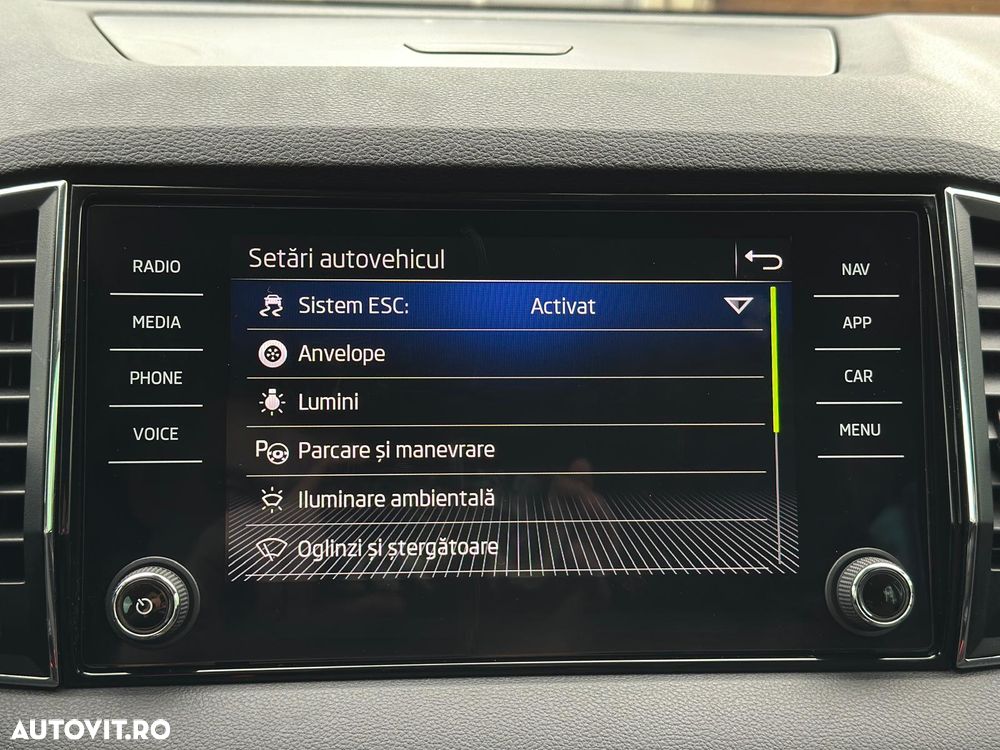 RADIO
MEDIA
PHONE
VOICE
Setări autovehicul
Sistem ESC: Activat
Anvelope
Lumini
P Parcare și manevrare
Iluminare ambientală
Oglinzi și ștergătoare
NAV
APP
CAR
MENU
AUTOVIT.RO